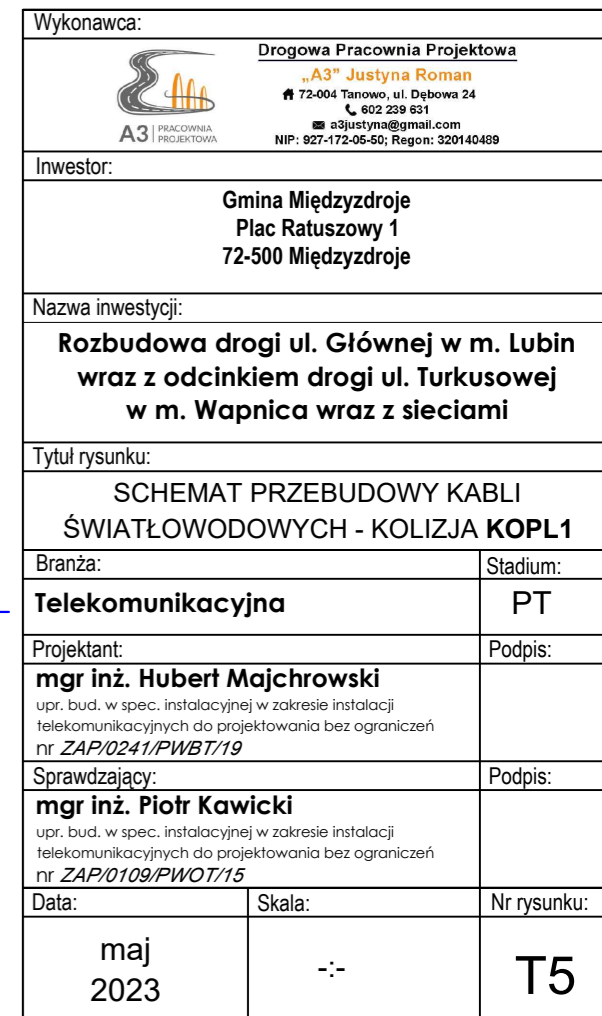 Wykonawca:
A3 PRACOWNIA
PROJEKTOWA
Drogowa Pracownia Projektowa
„A3” Justyna Roman
72-004 Tanowo, ul. Dębowa 24
602 239 631
a3justyna@gmail.com
NIP: 927-172-05-50; Regon: 320140489
Inwestor:
Gmina Międzyzdroje
Plac Ratuszowy 1
72-500 Międzyzdroje
Nazwa inwestycji:
Rozbudowa drogi ul. Głównej w m. Lubin
wraz z odcinkiem drogi ul. Turkusowej
w m. Wapnica wraz z sieciami
Tytuł rysunku:
SCHEMAT PRZEBUDOWY KABLI
ŚWIATŁOWODOWYCH - KOLIZJA KOPL1
Branża: Stadium:
Telekomunikacyjna PT
Projektant: Podpis:
mgr inż. Hubert Majchrowski
upr. bud. w spec. instalacyjnej w zakresie instalacji
telekomunikacyjnych do projektowania bez ograniczeń
nr ZAP/0241/PWBT/19
Sprawdzający: Podpis:
mgr inż. Piotr Kawicki
upr. bud. w spec. instalacyjnej w zakresie instalacji
telekomunikacyjnych do projektowania bez ograniczeń
nr ZAP/0109/PWOT/15
Data: Skala: Nr rysunku:
maj
2023
-:-
T5